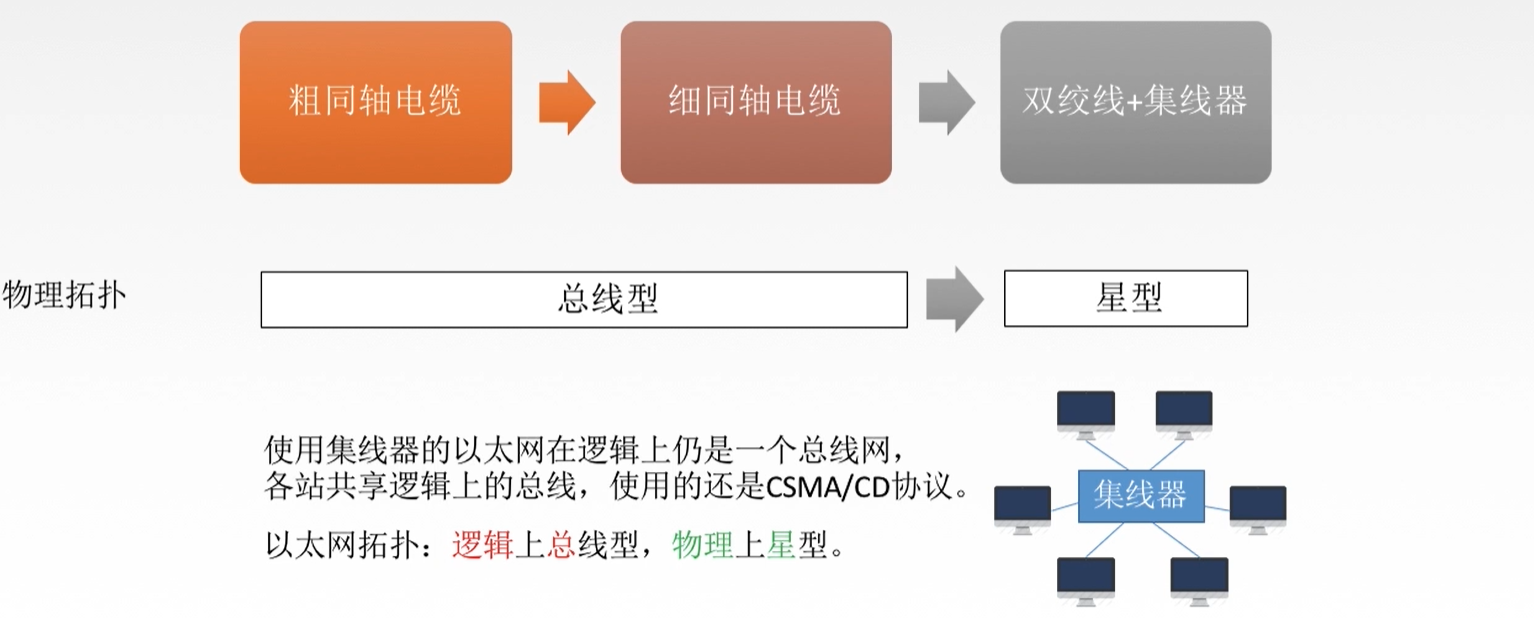 粗同轴电缆
细同轴电缆
双绞线+集线器
物理拓扑
总线型
星型
使用集线器的以太网在逻辑上仍是一个总线网，
各站共享逻辑上的总线，使用的还是CSMA/CD协议。
集线器
以太网拓扑：逻辑上总线型，物理上星型。